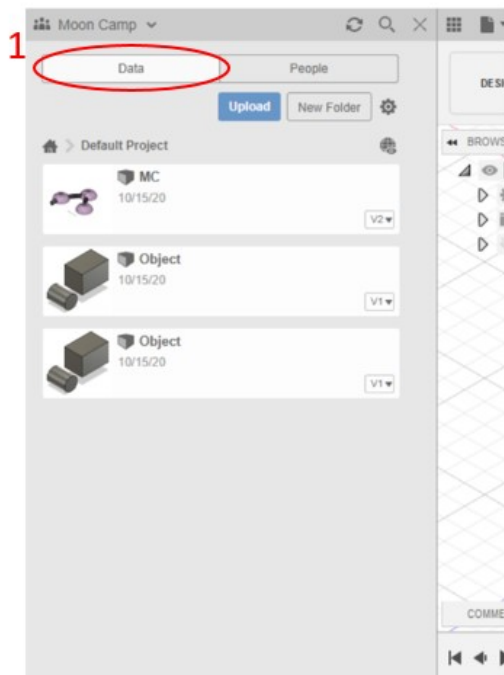 Moon Camp
1
Data People
DESI
Upload New Folder
Default Project
BROWS
MC
10/15/20
V2
Object
10/15/20
V1
Object
10/15/20
V1
COMME